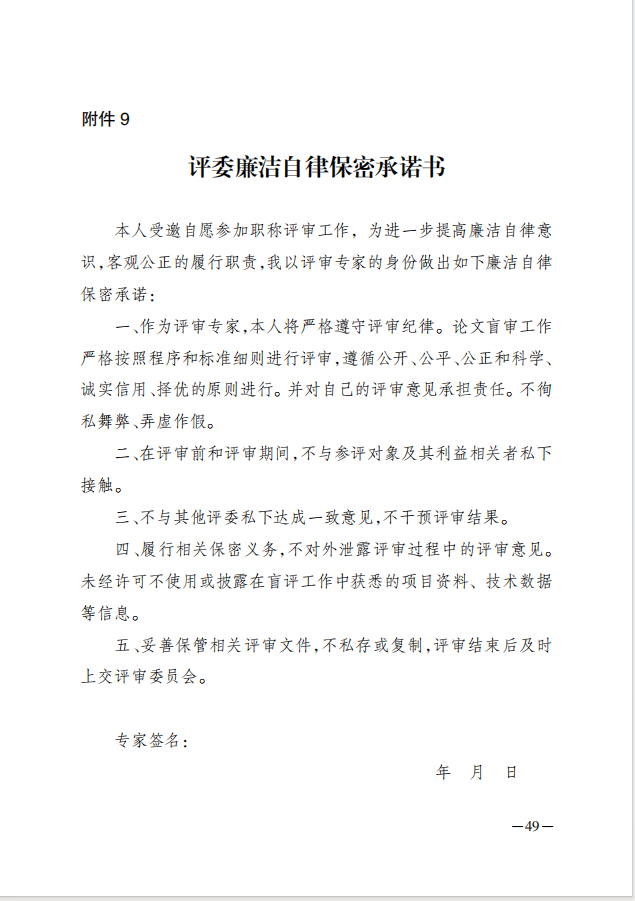 附件 9
评委廉洁自律保密承诺书
本人受邀自愿参加职称评审工作，为进一步提高廉洁自律意
识,客观公正的履行职责,我以评审专家的身份做出如下廉洁自律
保密承诺:
一、作为评审专家,本人将严格遵守评审纪律。论文盲审工作
严格按照程序和标准细则进行评审,遵循公开、公平、公正和科学、
诚实信用、择优的原则进行。并对自己的评审意见承担责任。不徇
私舞弊、弄虚作假。
二、在评审前和评审期间,不与参评对象及其利益相关者私下
接触。
三、不与其他评委私下达成一致意见,不干预评审结果。
四、履行相关保密义务,不对外泄露评审过程中的评审意见。
未经许可不使用或披露在盲评工作中获悉的项目资料、技术数据
等信息。
五、妥善保管相关评审文件,不私存或复制,评审结束后及时
上交评审委员会。
专家签名:
年 月 日
—49—